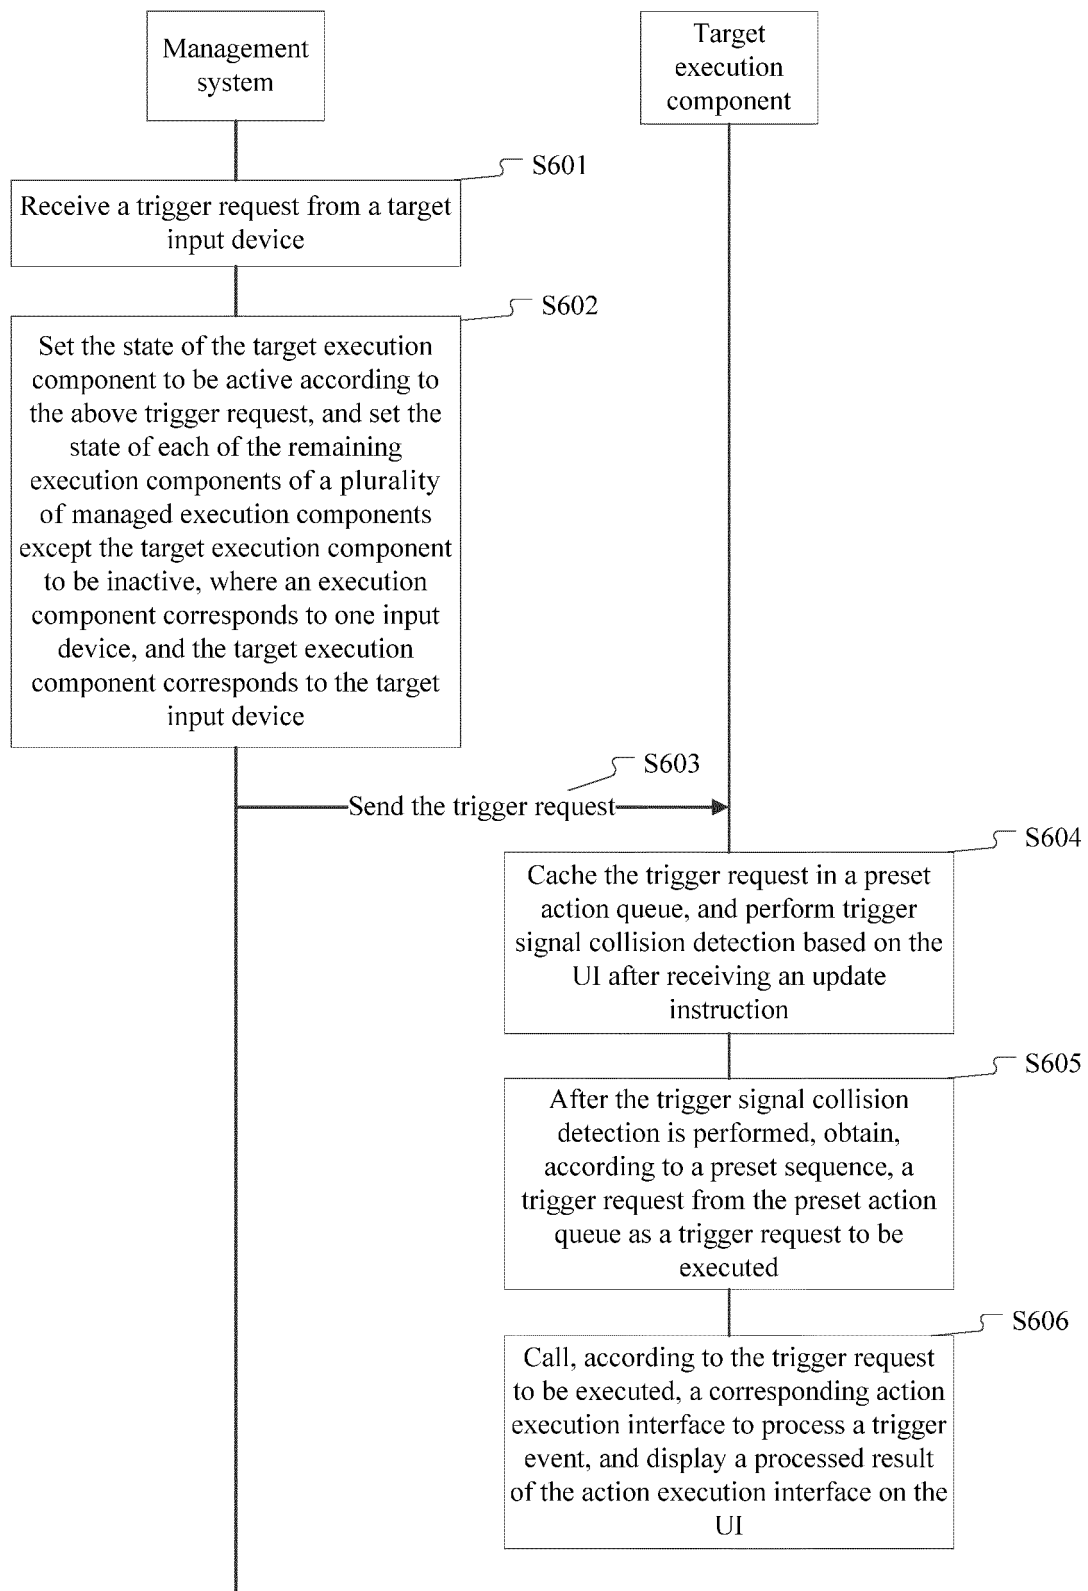 Management
system
Target
execution
component
S601
Receive a trigger request from a target
input device
S602
Set the state of the target execution
component to be active according to
the above trigger request, and set the
state of each of the remaining
execution components of a plurality
of managed execution components
except the target execution component
to be inactive, where an execution
component corresponds to one input
device, and the target execution
component corresponds to the target
input device
S603
Send the trigger request
S604
Cache the trigger request in a preset
action queue, and perform trigger
signal collision detection based on the
UI after receiving an update
instruction
S605
After the trigger signal collision
detection is performed, obtain,
according to a preset sequence, a
trigger request from the preset action
queue as a trigger request to be
executed
S606
Call, according to the trigger request
to be executed, a corresponding action
execution interface to process a trigger
event, and display a processed result
of the action execution interface on the
UI